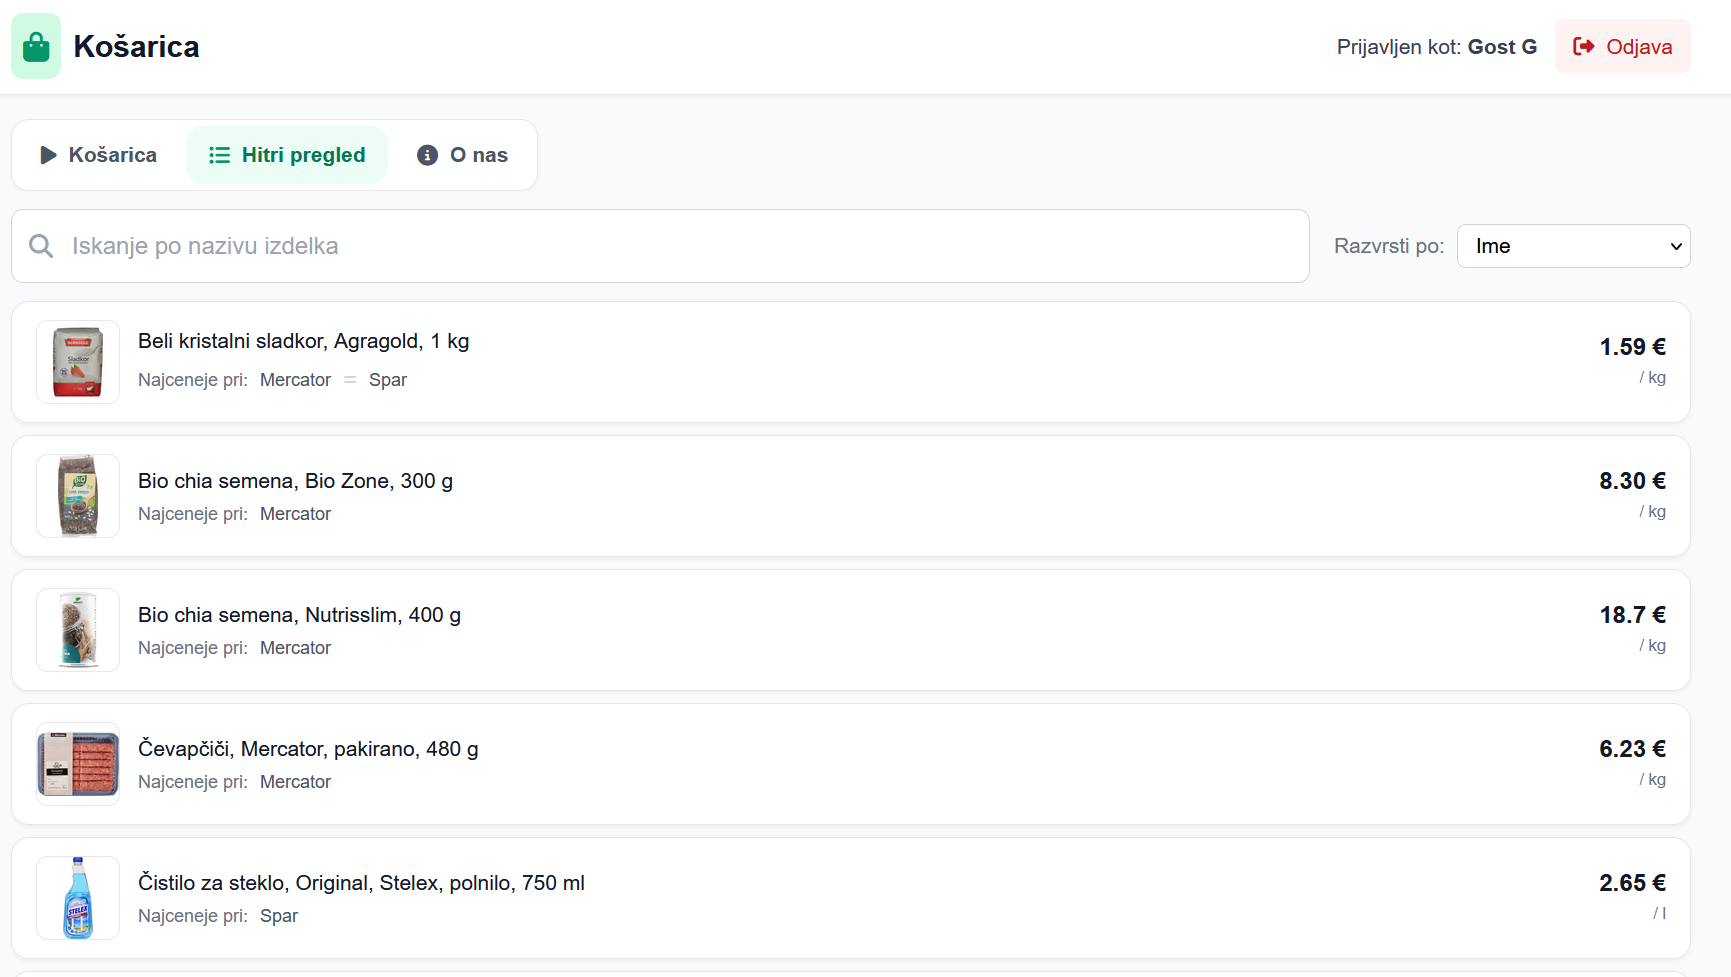 Košarica
Prijavljen kot: Gost G
Odjava
Košarica
Hitri pregled
O nas
Iskanje po nazivu izdelka
Razvrsti po:
Ime
Sladkor
Beli kristalni sladkor, Agragold, 1 kg
Najceneje pri: Mercator = Spar
1.59 €
/ kg
Bio chia semena, Bio Zone, 300 g
Najceneje pri: Mercator
8.30 €
/ kg
Bio chia semena, Nutrisslim, 400 g
Najceneje pri: Mercator
18.7 €
/ kg
Čevapčiči, Mercator, pakirano, 480 g
Najceneje pri: Mercator
6.23 €
/ kg
STELEX
Čistilo za steklo, Original, Stelex, polnilo, 750 ml
Najceneje pri: Spar
2.65 €
/ l